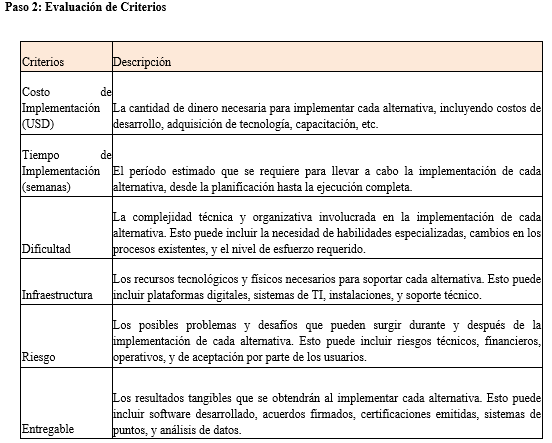 Paso 2: Evaluación de Criterios
Criterios
Descripción
Costo de
Implementación
(USD)
La cantidad de dinero necesaria para implementar cada alternativa, incluyendo costos de
desarrollo, adquisición de tecnología, capacitación, etc.
Tiempo de
Implementación
(semanas)
El período estimado que se requiere para llevar a cabo la implementación de cada
alternativa, desde la planificación hasta la ejecución completa.
Dificultad
La complejidad técnica y organizativa involucrada en la implementación de cada
alternativa. Esto puede incluir la necesidad de habilidades especializadas, cambios en los
procesos existentes, y el nivel de esfuerzo requerido.
Infraestructura
Los recursos tecnológicos y físicos necesarios para soportar cada alternativa. Esto puede
incluir plataformas digitales, sistemas de TI, instalaciones, y soporte técnico.
Riesgo
Los posibles problemas y desafíos que pueden surgir durante y después de la
implementación de cada alternativa. Esto puede incluir riesgos técnicos, financieros,
operativos, y de aceptación por parte de los usuarios.
Entregable
Los resultados tangibles que se obtendrán al implementar cada alternativa. Esto puede
incluir software desarrollado, acuerdos firmados, certificaciones emitidas, sistemas de
puntos, y análisis de datos.